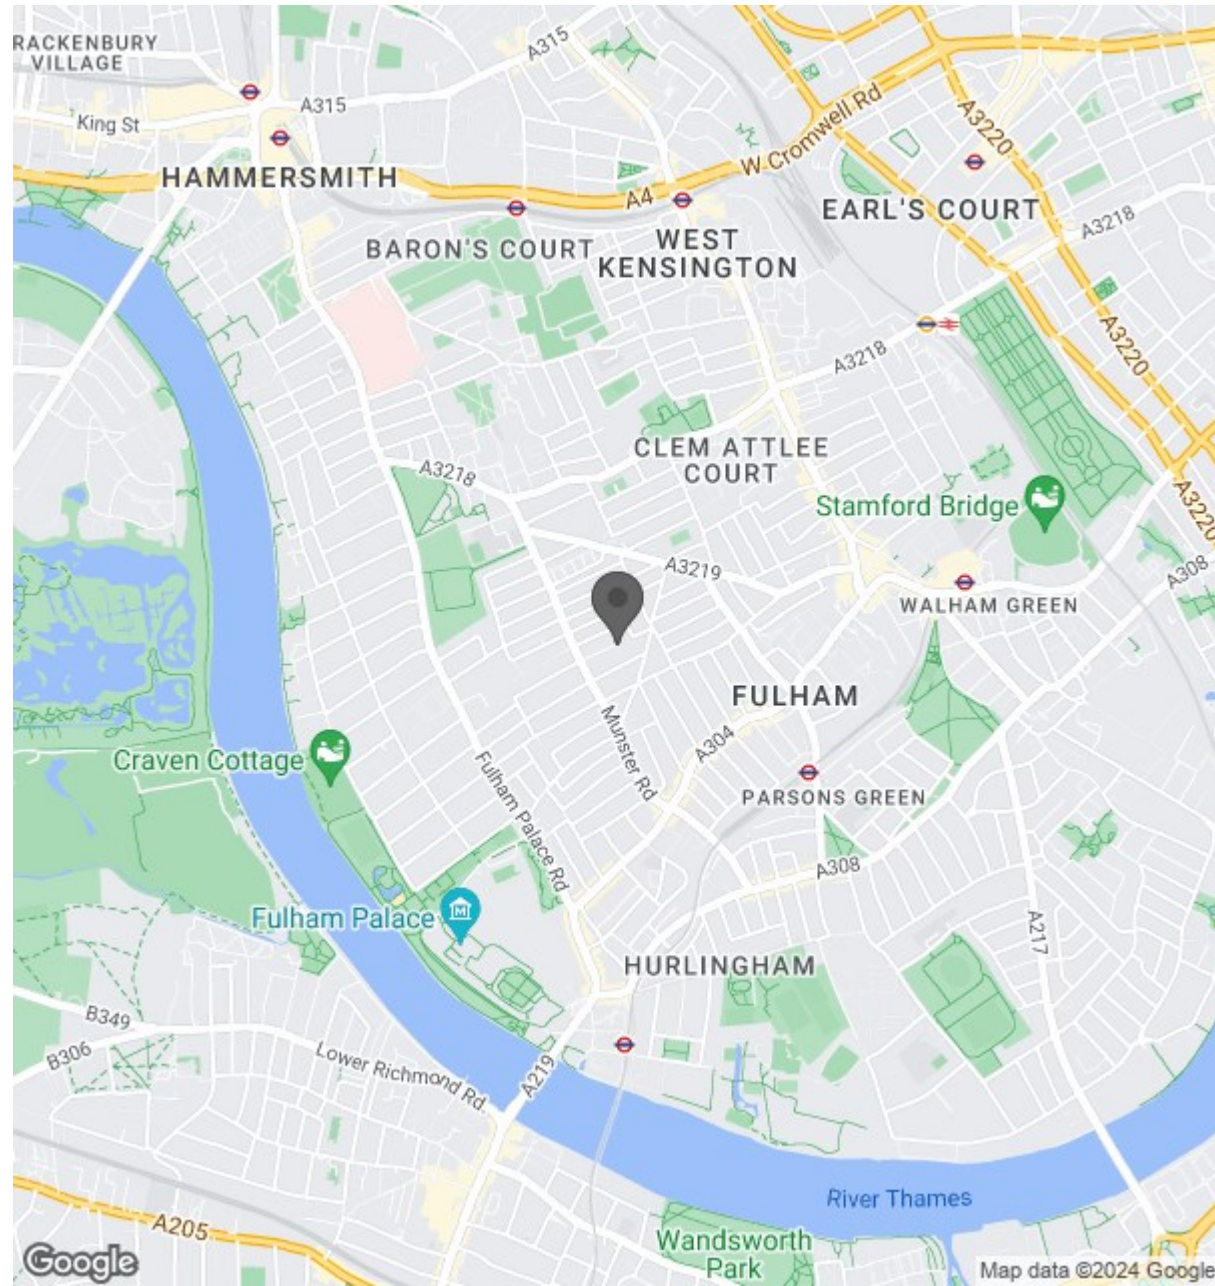 RACKENBURY
VILLAGE
A315
A315
King St
W Cromwell Rd
A3220
HAMMERSMITH
A4
EARL'S COURT
A3218
BARON'S COURT
WEST
KENSINGTON
A3218
A3220
CLEM ATTLEE
COURT
A3218
Stamford Bridge
A3220
A3219
A308
WALHAM GREEN
FULHAM
Munster Rd
A304
Craven Cottage
Fulham Palace Rd
PARSONS GREEN
A308
Fulham Palace
M
A217
HURLINGHAM
B349
B306
Lower Richmond Rd
A219
River Thames
A205
Wandsworth
Park
Google
Map data ©2024 Google